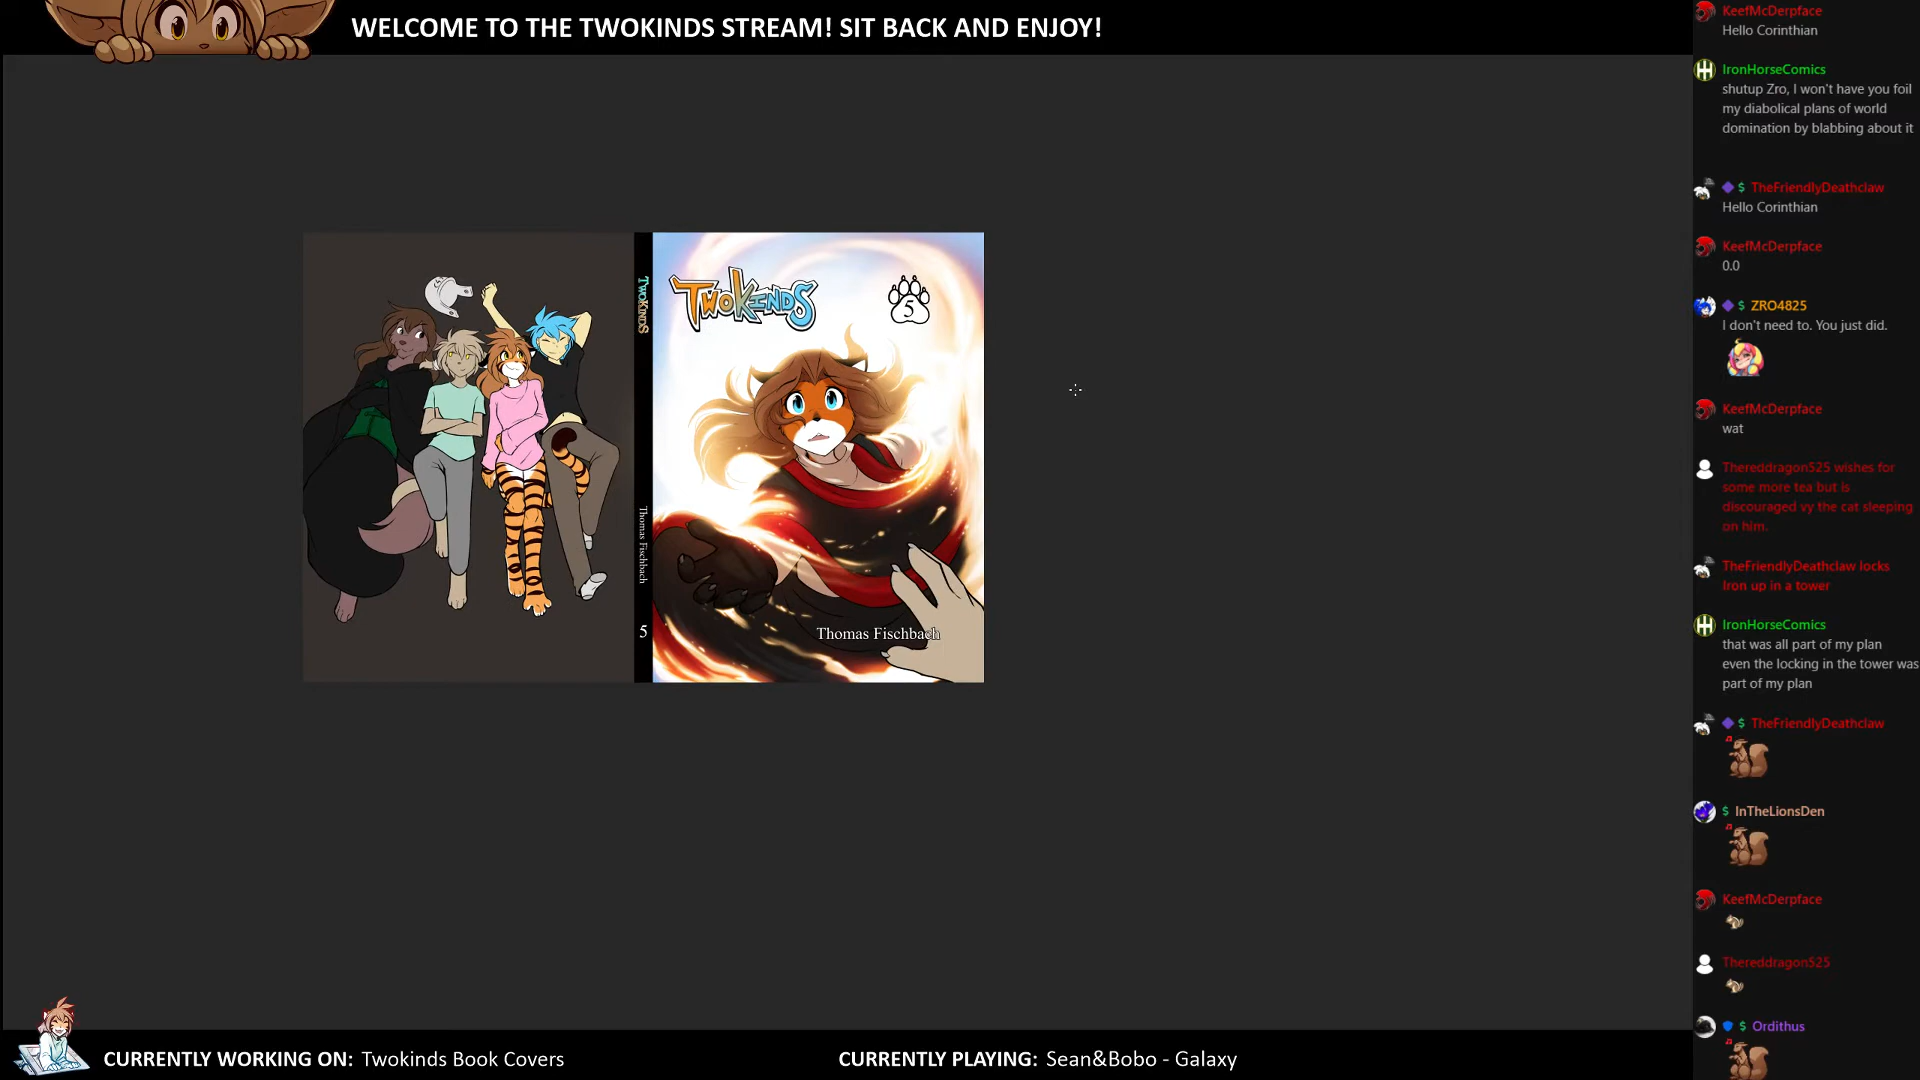 WELCOME TO THE TWOKINDS STREAM! SIT BACK AND ENJOY!
TWOKINDS
Thomas Fischbach
5
TWOKINDS
5
Thomas Fischbach
KeefMcDerpface
Hello Corinthian
IronHorseComics
shutup Zro, I won't have you foil
my diabolical plans of world
domination by blabbing about it
$ TheFriendlyDeathclaw
Hello Corinthian
KeefMcDerpface
0.0
$ ZRO4825
I don't need to. You just did.
KeefMcDerpface
wat
Thereddragon525 wishes for
some more tea but is
discouraged vy the cat sleeping
on him.
TheFriendlyDeathclaw locks
Iron up in a tower
IronHorseComics
that was all part of my plan
even the locking in the tower was
part of my plan
$ TheFriendlyDeathclaw
$ InTheLionsDen
KeefMcDerpface
Thereddragon525
$ Ordithus
CURRENTLY WORKING ON: Twokinds Book Covers
CURRENTLY PLAYING: Sean&Bobo - Galaxy